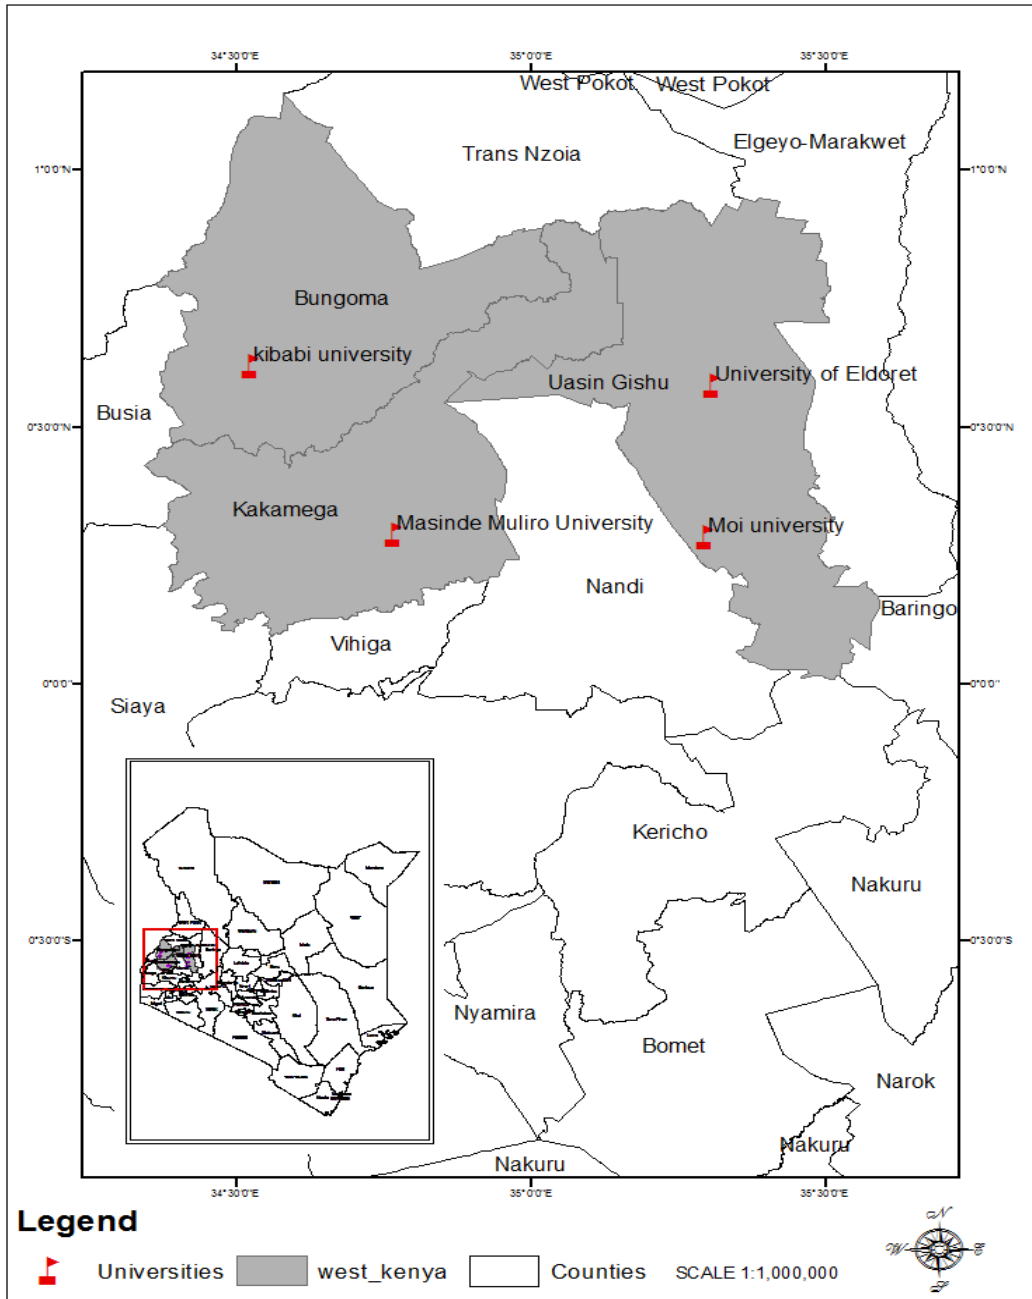 34°30'0"E 35°0'0"E 35°30'0"E
West Pokot West Pokot
Elgeyo-Marakwet
Trans Nzoia
1°0'0"N 1°0'0"N
Bungoma
kibabi university
University of Eldoret
Uasin Gishu
Busia
0°30'0"N 0°30'0"N
Kakamega
Masinde Muliro University
Moi university
Nandi
Baringo
Vihiga
0°0'0" 0°0'0"
Siaya
Kericho
Nakuru
0°30'0"S 0°30'0"S
Nyamira
Bomet
Narok
Nakuru
Nakuru
34°30'0"E 35°0'0"E 35°30'0"E
Legend
N
W E
S
Universities west_kenya Counties SCALE 1:1,000,000